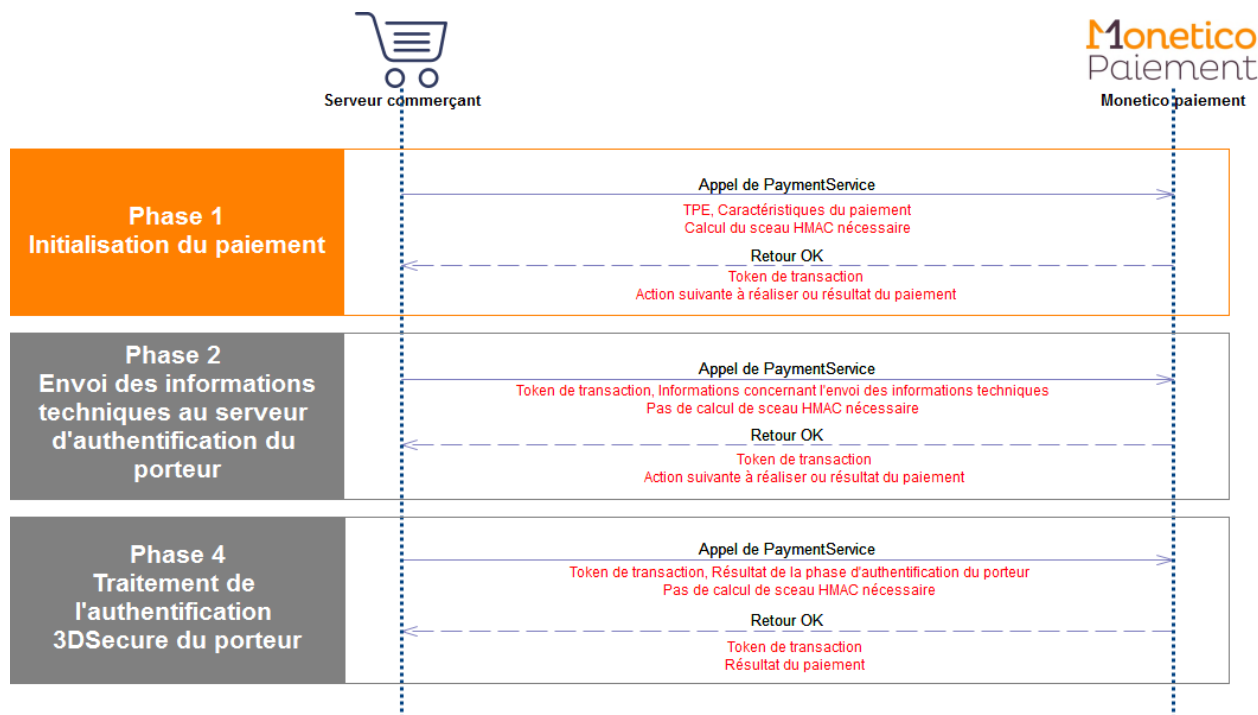 Monetico
Paiement
Serveur commerçant
Monetico paiement
Phase 1
Initialisation du paiement
Appel de PaymentService
TPE, Caractéristiques du paiement
Calcul du sceau HMAC nécessaire
Retour OK
Token de transaction
Action suivante à réaliser ou résultat du paiement
Phase 2
Envoi des informations
techniques au serveur
d'authentification du
porteur
Appel de PaymentService
Token de transaction, Informations concernant l'envoi des informations techniques
Pas de calcul de sceau HMAC nécessaire
Retour OK
Token de transaction
Action suivante à réaliser ou résultat du paiement
Phase 4
Traitement de
l'authentification
3DSecure du porteur
Appel de PaymentService
Token de transaction, Résultat de la phase d'authentification du porteur
Pas de calcul de sceau HMAC nécessaire
Retour OK
Token de transaction
Résultat du paiement